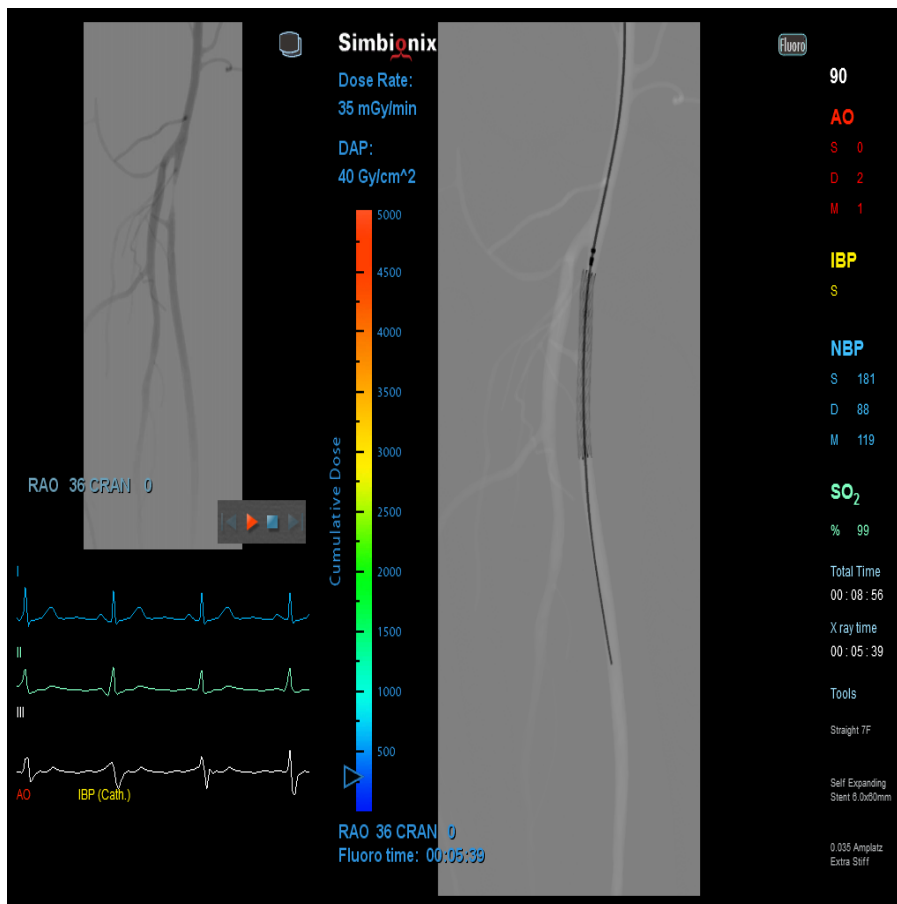 Simbionix
Dose Rate:
35 mGy/min
DAP:
40 Gy/cm^2
5000
4500
4000
3500
3000
2500
2000
1500
1000
500
Cumulative Dose
RAO 36 CRAN 0
Fluoro time: 00:05:39
RAO 36 CRAN 0
I
II
III
AO
IBP (Cath.)
Fluoro
90
AO
S 0
D 2
M 1
IBP
S
NBP
S 181
D 88
M 119
SO2
% 99
Total Time
00 : 08 : 56
X ray time
00 : 05 : 39
Tools
Straight 7F
Self Expanding
Stent 6.0x60mm
0.035 Amplatz
Extra Stiff